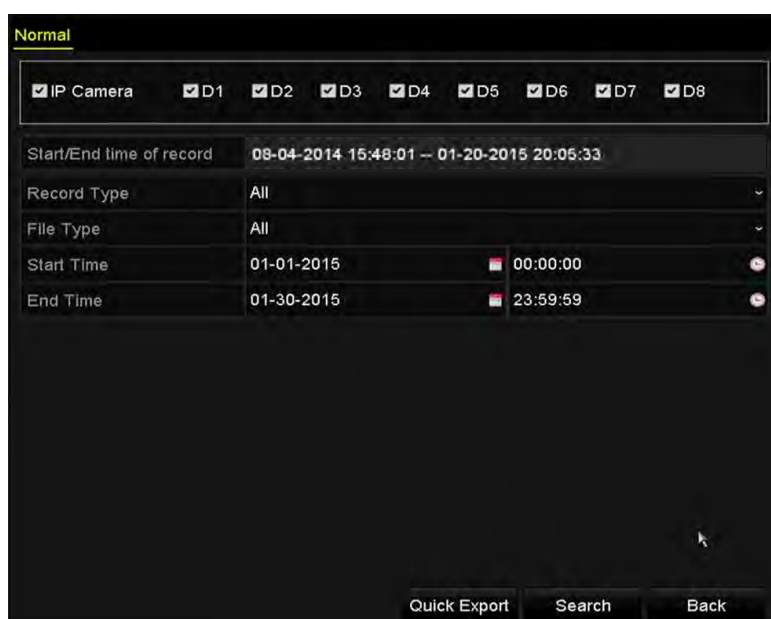 Normal
IP Camera D1 D2 D3 D4 D5 D6 D7 D8
Start/End time of record 08-04-2014 15:48:01 -- 01-20-2015 20:05:33
Record Type All
File Type All
Start Time 01-01-2015 00:00:00
End Time 01-30-2015 23:59:59
Quick Export Search Back